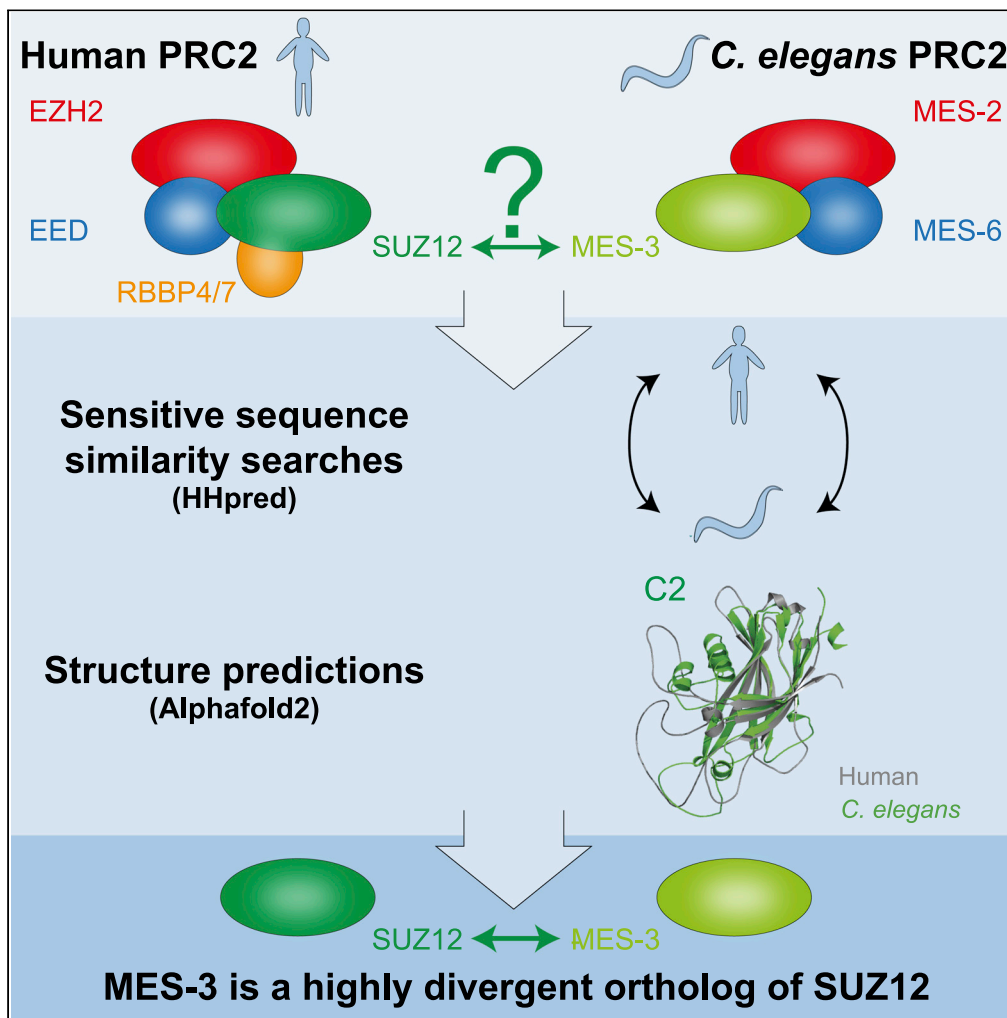 Human PRC2
C. elegans PRC2
EZH2
MES-2
EED
MES-6
SUZ12
?
MES-3
RBBP4/7
Sensitive sequence
similarity searches
(HHpred)
C2
Structure predictions
(Alphafold2)
Human
C. elegans
SUZ12
MES-3
MES-3 is a highly divergent ortholog of SUZ12